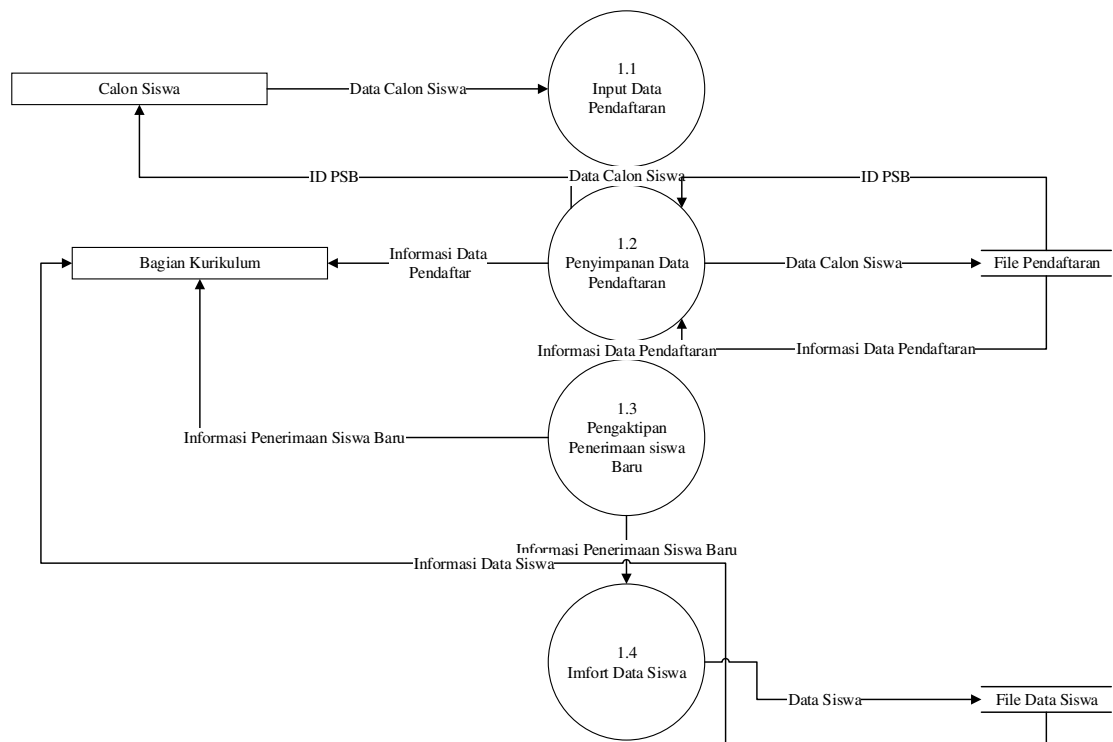 1.1
Input Data
Pendaftaran
Calon Siswa
Data Calon Siswa
ID PSB
Data Calon Siswa
ID PSB
1.2
Penyimpanan Data
Pendaftaran
Bagian Kurikulum
Informasi Data
Pendaftar
Data Calon Siswa
File Pendaftaran
Informasi Data Pendaftaran
Informasi Data Pendaftaran
1.3
Pengaktipan
Penerimaan siswa
Baru
Informasi Penerimaan Siswa Baru
Informasi Penerimaan Siswa Baru
Informasi Data Siswa
1.4
Imfort Data Siswa
Data Siswa
File Data Siswa